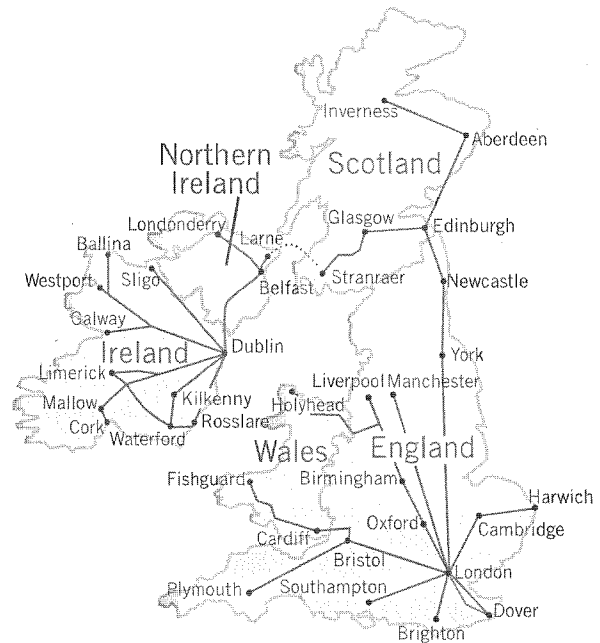 Inverness
Aberdeen
Northern
Ireland
Scotland
Londonderry
Larne
Glasgow
Edinburgh
Ballina
Sligo
Belfast
Stranraer
Westport
Newcastle
Galway
Ireland
Dublin
York
Limerick
Kilkenny
Liverpool
Manchester
Holyhead
Mallow
Rosslare
Cork
Waterford
Wales
England
Fishguard
Birmingham
Harwich
Oxford
Cambridge
Cardiff
Bristol
London
Plymouth
Southampton
Dover
Brighton